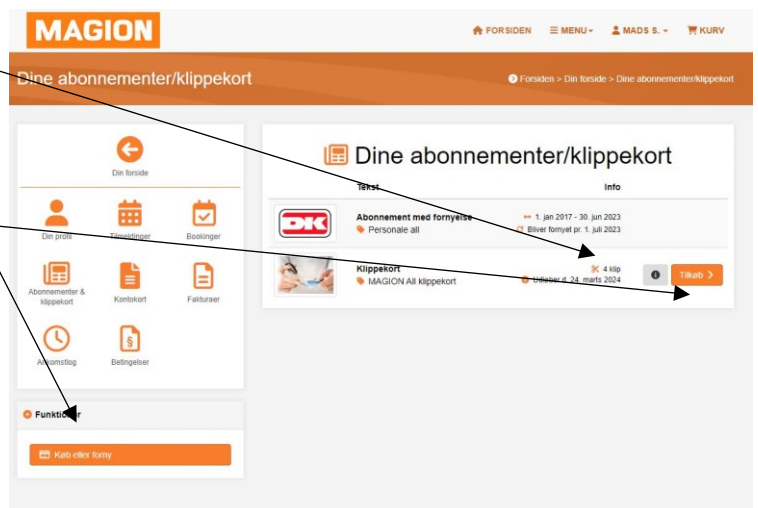 MAGION
FORSIDEN MENU MADS S. KURV
Dine abonnementer/klippekort
Forsiden > Din forside > Dine abonnementer/klippekort
Din forside
Din profil Tilmeldinger Bookinger
Abonnementer & klippekort Kontokort Fakturaer
Ankomstlog Betingelser
Funktioner
Køb eller forny
Dine abonnementer/klippekort
Tekst Info
DK
Abonnement med fornyelse 1. jan 2017 - 30. jun 2023
Personale all Bliver fornyet pr. 1. juli 2023
Klippekort 4 klip
MAGION All klippekort Udløber d. 24. marts 2024
Tilkøb >